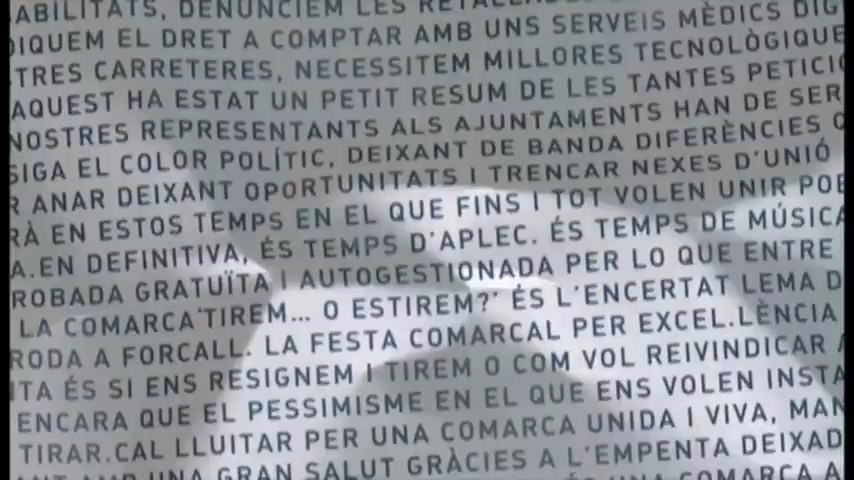 ABILITATS, DENUNCIEM LES
IQUEM EL DRET A COMPTAR AMB UNS SERVEIS MÈDICS DIG
TRES CARRETERES, NECESSITEM MILLORES TECNOLÒGIQUE
AQUEST HA ESTAT UN PETIT RESUM DE LES TANTES PETICI
NOSTRES REPRESENTANTS ALS AJUNTAMENTS HAN DE SER
SIGA EL COLOR POLÍTIC, DEIXANT DE BANDA DIFERÈNCIES
R ANAR DEIXANT OPORTUNITATS I TRENCAR NEXES D'UNIÓ
RÀ EN ESTOS TEMPS EN EL QUE FINS I TOT VOLEN UNIR POB
A.EN DEFINITIVA, ÉS TEMPS D'APLEC. ÉS TEMPS DE MÚSICA
ROBADA GRATUÏTA I AUTOGESTIONADA PER LO QUE ENTRE
LA COMARCA'TIREM... O ESTIREM?' ÉS L'ENCERTAT LEMA D
RODA A FORCALL. LA FESTA COMARCAL PER EXCEL.LÈNCIA
ITA ÉS SI ENS RESIGNEM I TIREM O COM VOL REIVINDICAR
ENCARA QUE EL PESSIMISME EN EL QUE ENS VOLEN INSTA
TIRAR.CAL LLUITAR PER UNA COMARCA UNIDA I VIVA, MAN
UNA GRAN SALUT GRÀCIES A L'EMPENTA DEIXAD
COMARCA A